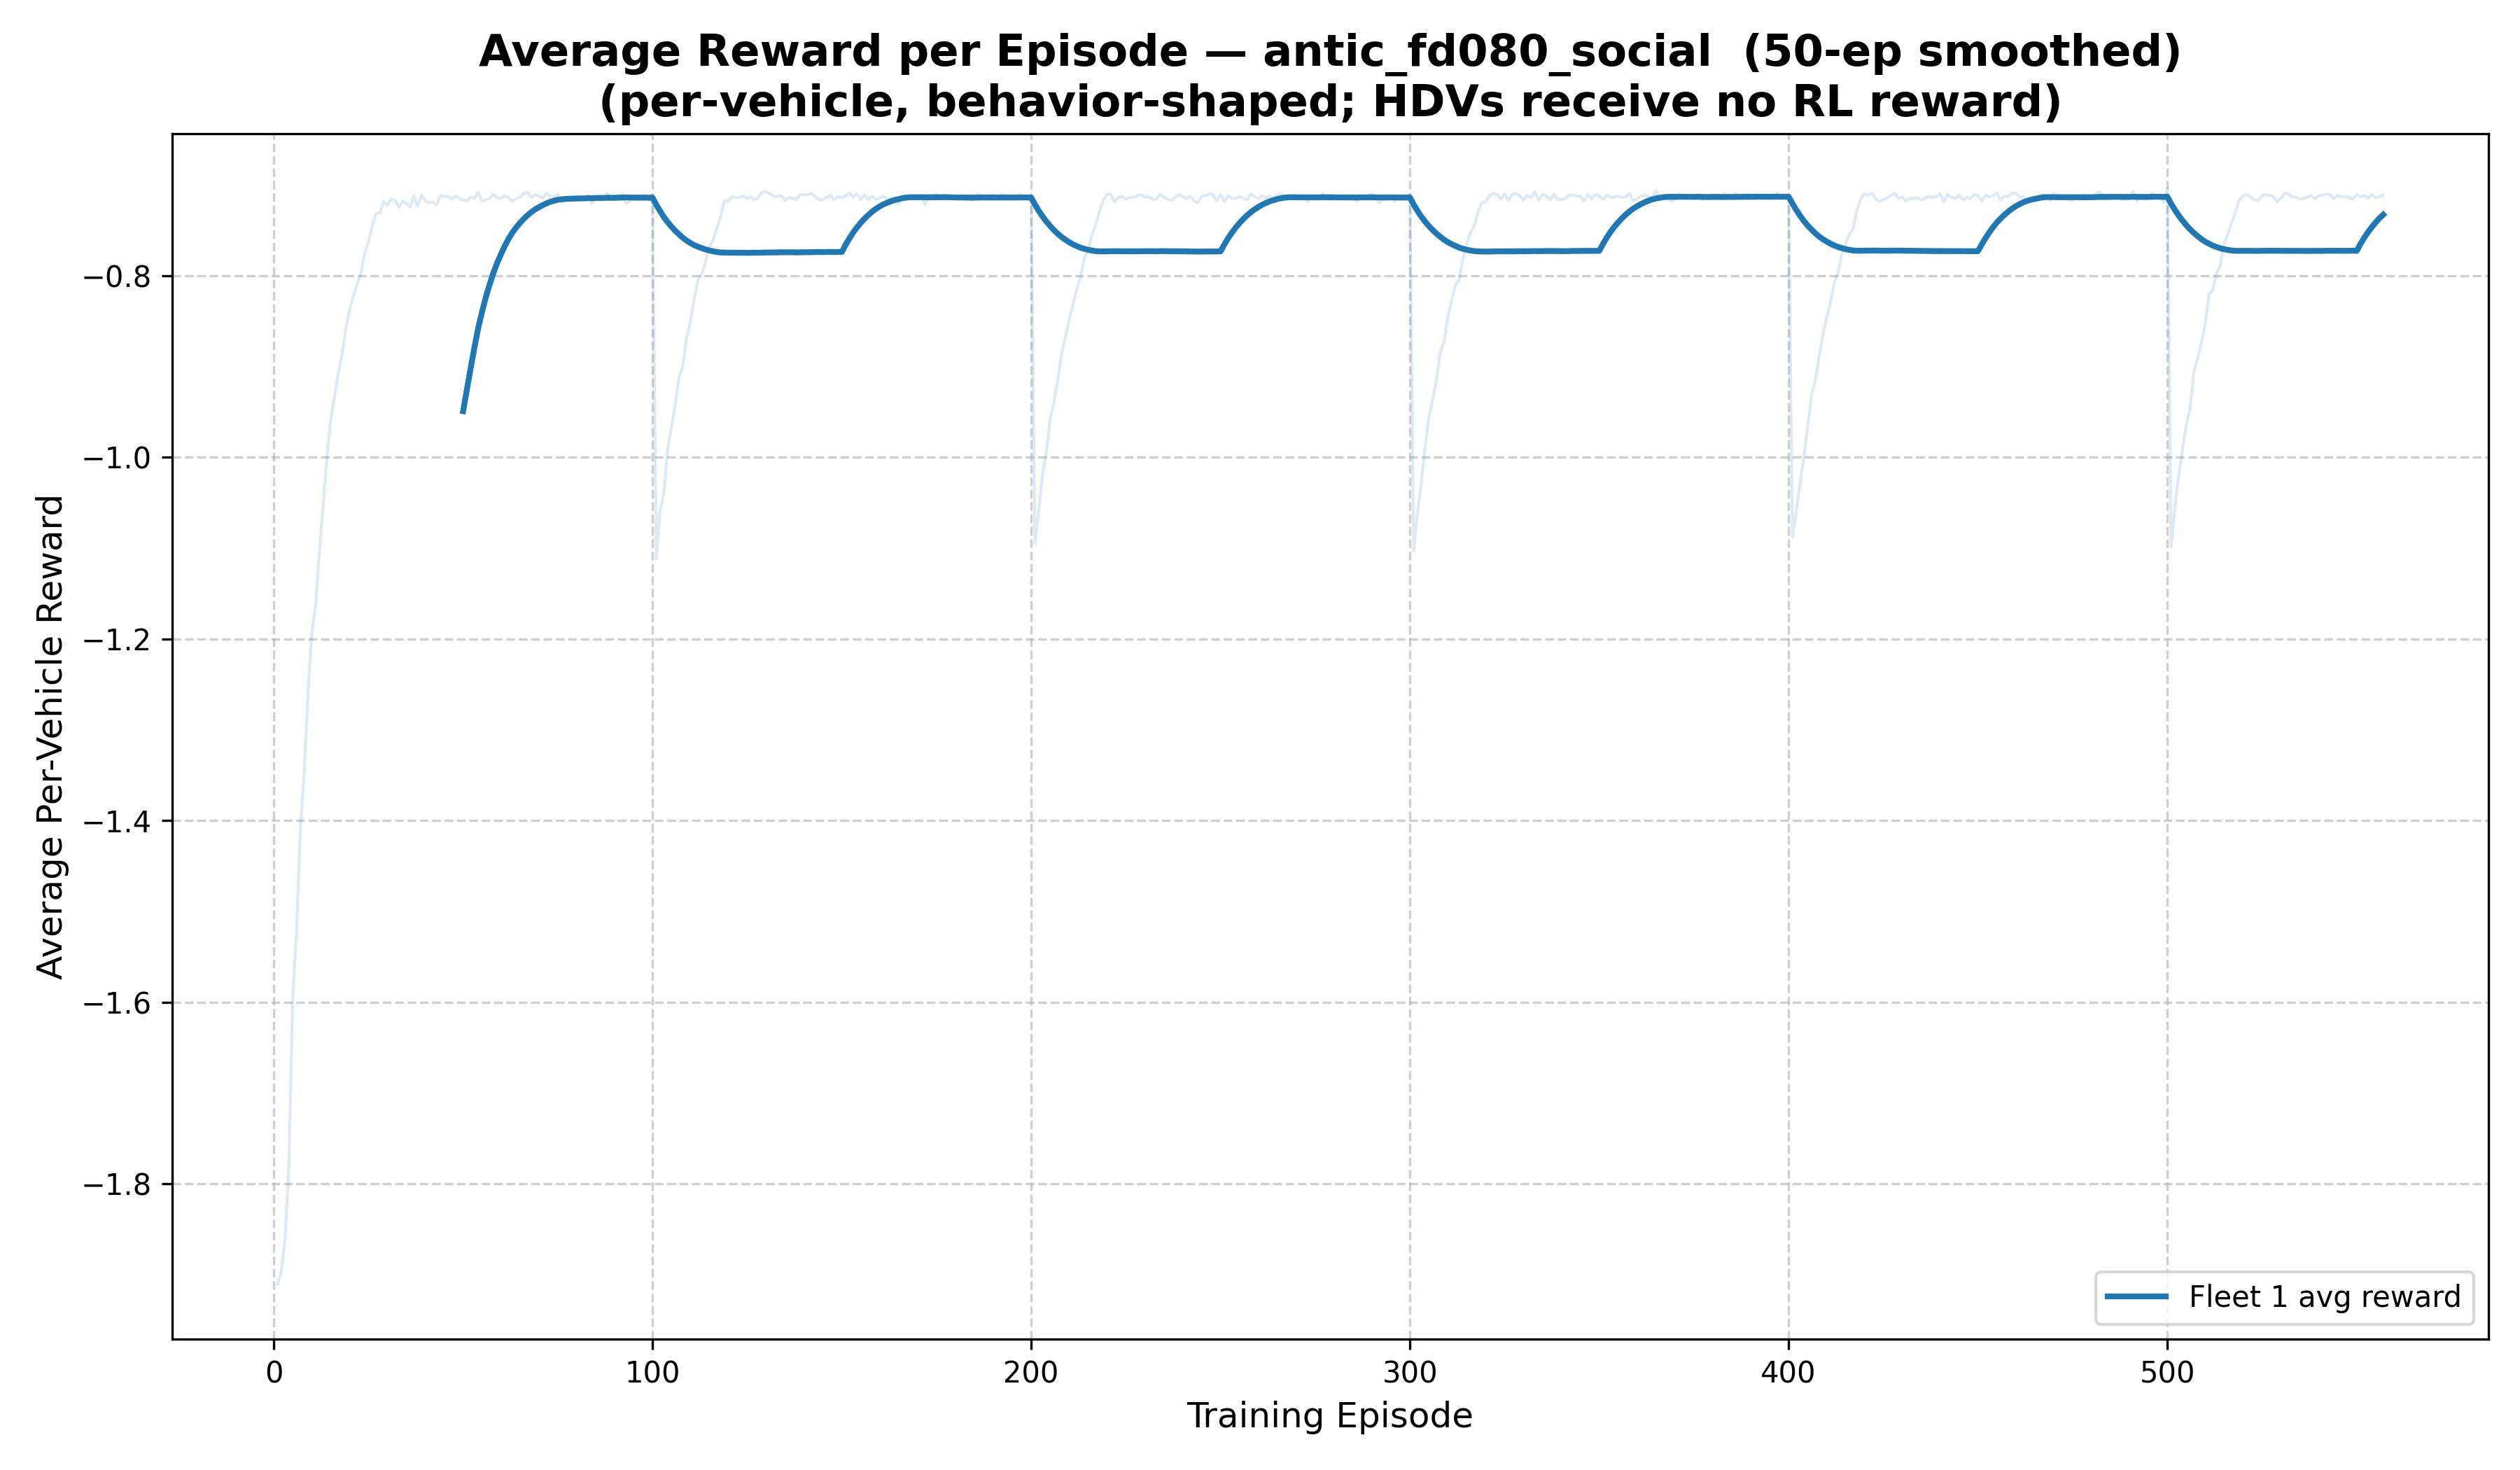 Average Reward per Episode — antic_fd080_social  (50-ep smoothed)
(per-vehicle, behavior-shaped; HDVs receive no RL reward)
Average Per-Vehicle Reward
−0.8
−1.0
−1.2
−1.4
−1.6
−1.8
0
100
200
300
400
500
Training Episode
Fleet 1 avg reward